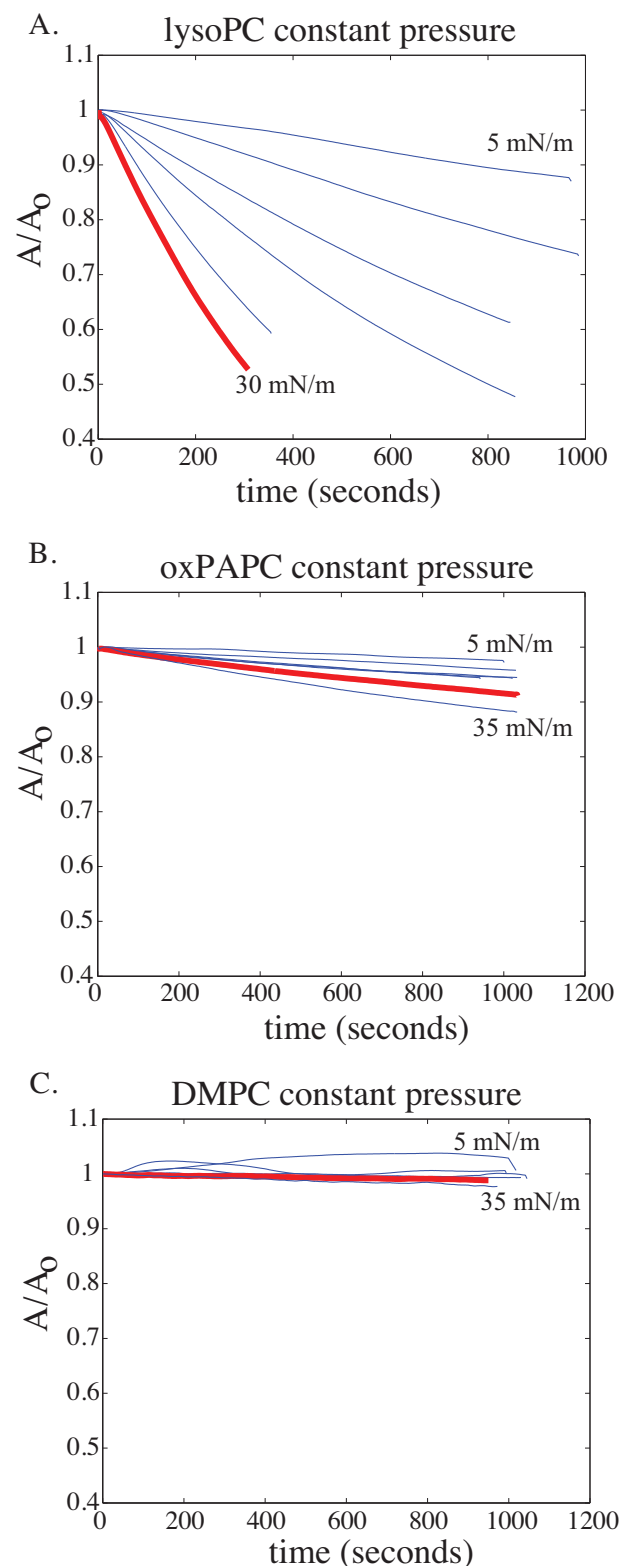 A.
lysoPC constant pressure
1.1
1
0.9
0.8
0.7
0.6
0.5
0.4
A/Ao
5 mN/m
30 mN/m
0 200 400 600 800 1000
time (seconds)
B.
oxPAPC constant pressure
1.1
1
0.9
0.8
0.7
0.6
0.5
0.4
A/Ao
5 mN/m
35 mN/m
0 200 400 600 800 1000 1200
time (seconds)
C.
DMPC constant pressure
1.1
1
0.9
0.8
0.7
0.6
0.5
0.4
A/Ao
5 mN/m
35 mN/m
0 200 400 600 800 1000 1200
time (seconds)